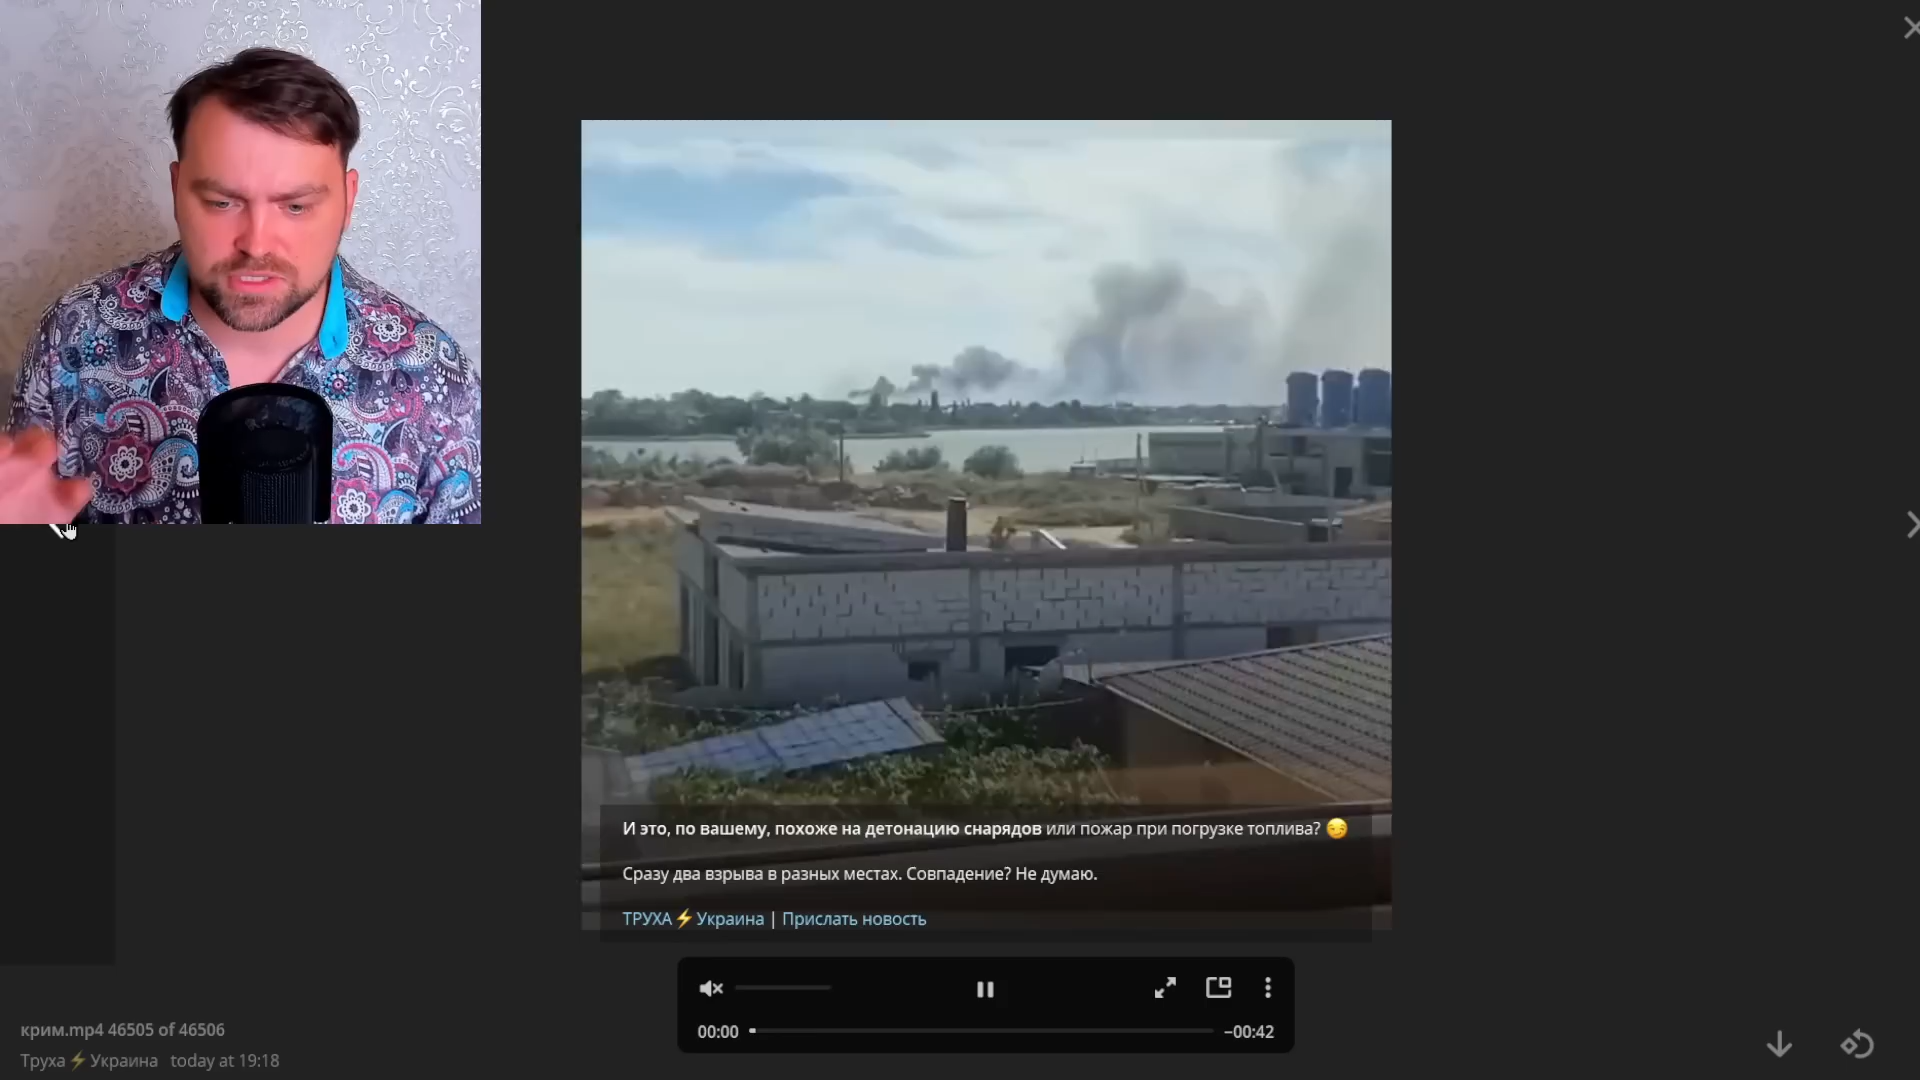 И это, по вашему, похоже на детонацию снарядов или пожар при погрузке топлива? 😏
Сразу два взрыва в разных местах. Совпадение? Не думаю.
ТРУХА⚡Украина | Прислать новость
00:00
−00:42
крим.mp4 46505 of 46506
Труха⚡Украина today at 19:18